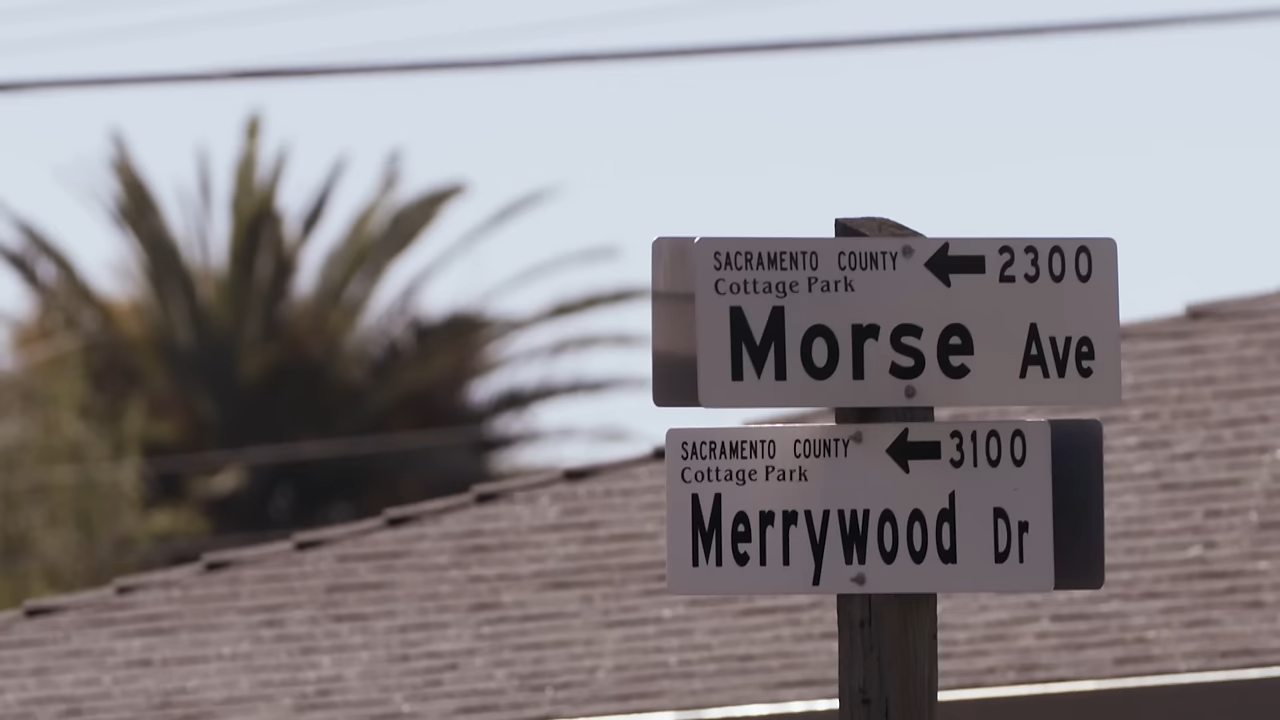 SACRAMENTO COUNTY ← 2300
Cottage Park
Morse Ave
SACRAMENTO COUNTY ← 3100
Cottage Park
Merrywood Dr